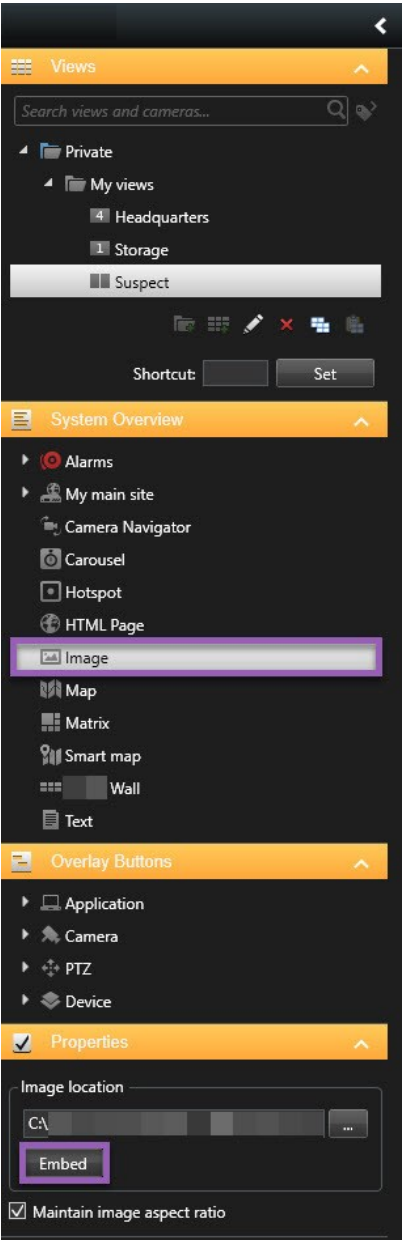 Views
Search views and cameras...
Private
My views
4 Headquarters
1 Storage
Suspect
Shortcut: Set
System Overview
Alarms
My main site
Camera Navigator
Carousel
Hotspot
HTML Page
Image
Map
Matrix
Smart map
Wall
Text
Overlay Buttons
Application
Camera
PTZ
Device
Properties
Image location
C:\ ...
Embed
Maintain image aspect ratio